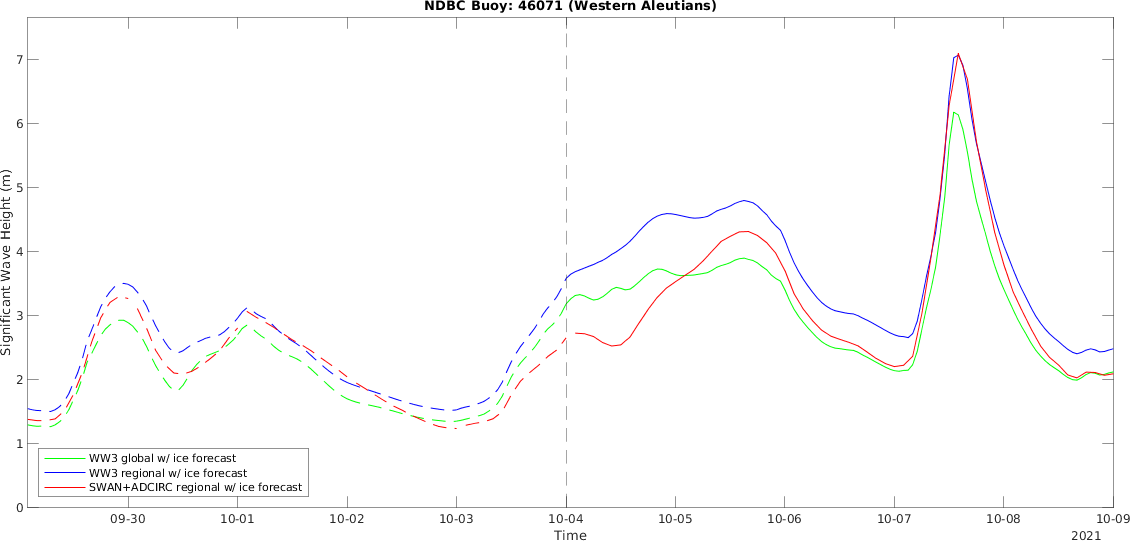 NDBC Buoy: 46071 (Western Aleutians)
Significant Wave Height (m)
7
6
5
4
3
2
1
0
WW3 global w/ ice forecast
WW3 regional w/ ice forecast
SWAN+ADCIRC regional w/ ice forecast
09-30 10-01 10-02 10-03 10-04 10-05 10-06 10-07 10-08 10-09
Time
2021